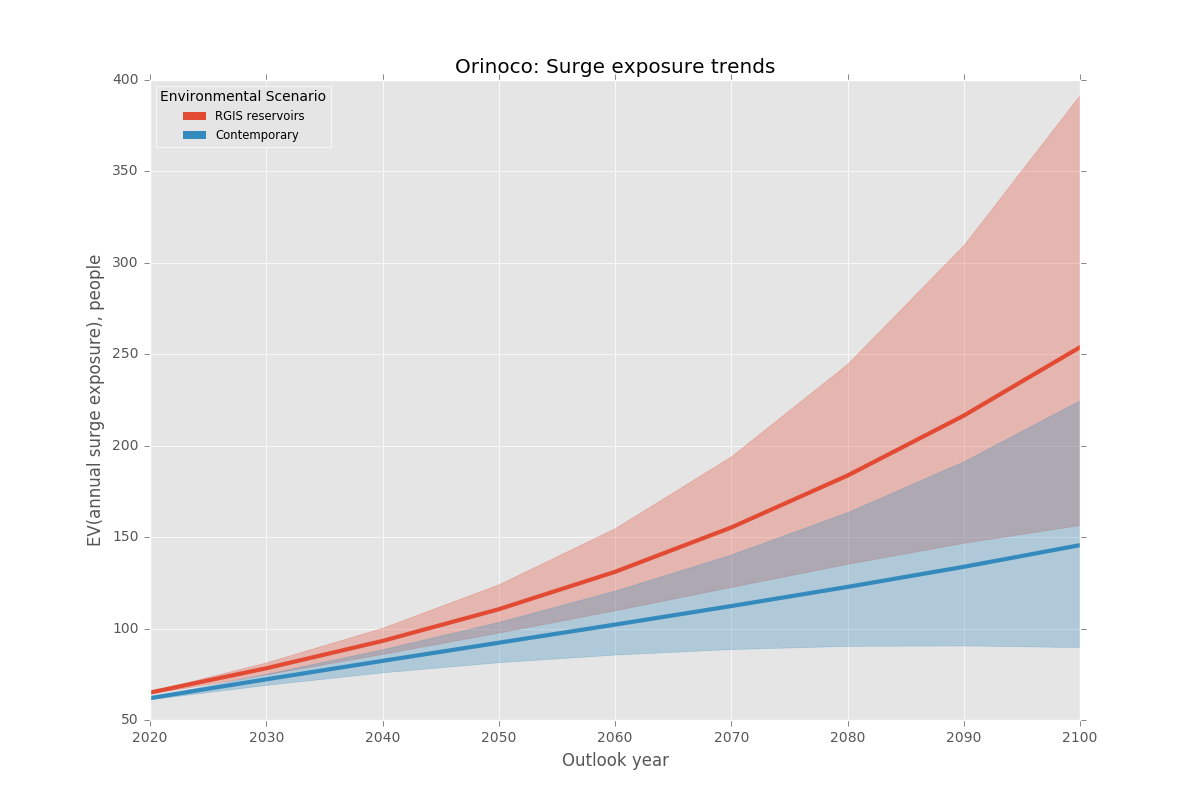 Orinoco: Surge exposure trends
Environmental Scenario
RGIS reservoirs
Contemporary
400
350
300
250
200
150
100
50
EV(annual surge exposure), people
2020 2030 2040 2050 2060 2070 2080 2090 2100
Outlook year